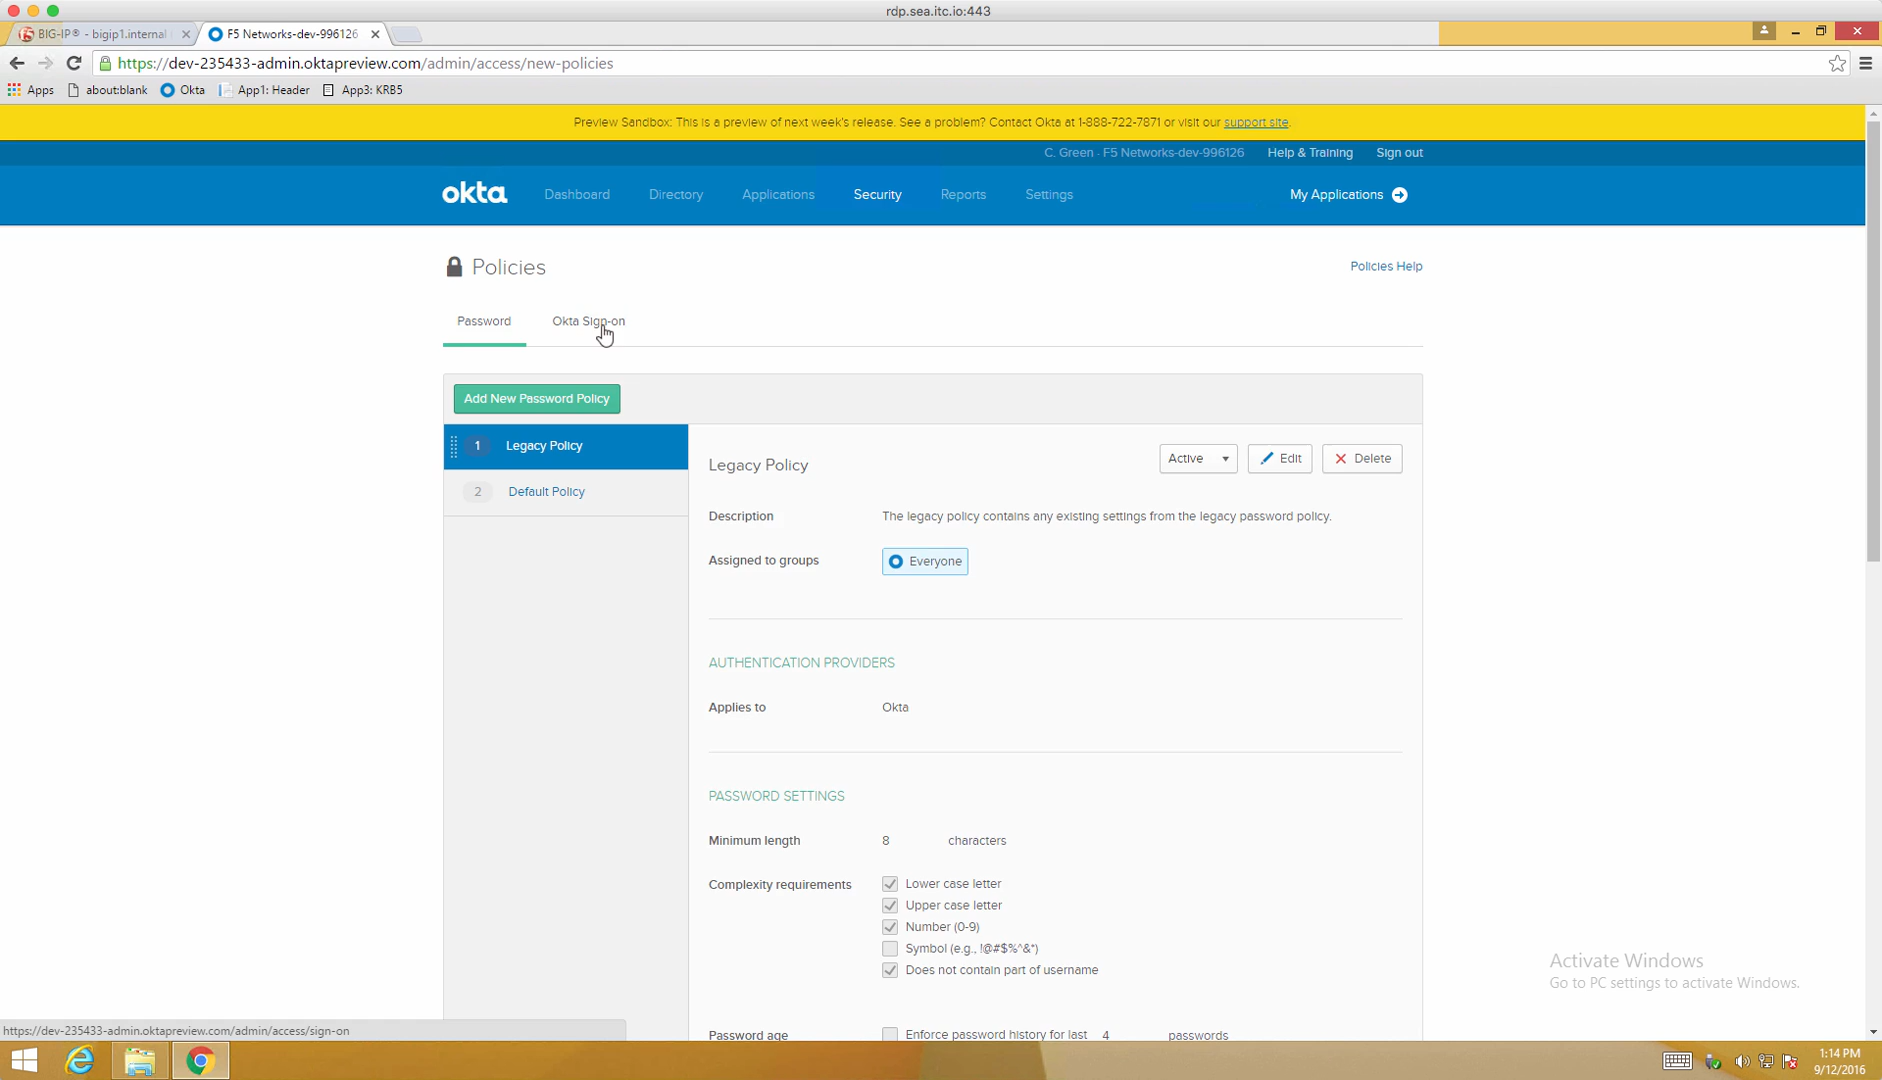 rdp.sea.itc.io:443
BIG-IP® - bigip1.internal
F5 Networks-dev-996126
https://dev-235433-admin.oktapreview.com/admin/access/new-policies
Apps about:blank Okta App1: Header App3: KRB5
Preview Sandbox: This is a preview of next week's release. See a problem? Contact Okta at 1-888-722-7871 or visit our support site.
C. Green - F5 Networks-dev-996126 Help & Training Sign out
okta Dashboard Directory Applications Security Reports Settings My Applications
Policies
Policies Help
Password Okta Sign-on
Add New Password Policy
1 Legacy Policy
2 Default Policy
Legacy Policy
Active Edit Delete
Description The legacy policy contains any existing settings from the legacy password policy.
Assigned to groups Everyone
AUTHENTICATION PROVIDERS
Applies to Okta
PASSWORD SETTINGS
Minimum length 8 characters
Complexity requirements Lower case letter
Upper case letter
Number (0-9)
Symbol (e.g., !@#$%^&*)
Does not contain part of username
Password age Enforce password history for last 4 passwords
Activate Windows
Go to PC settings to activate Windows.
https://dev-235433-admin.oktapreview.com/admin/access/sign-on
1:14 PM
9/12/2016